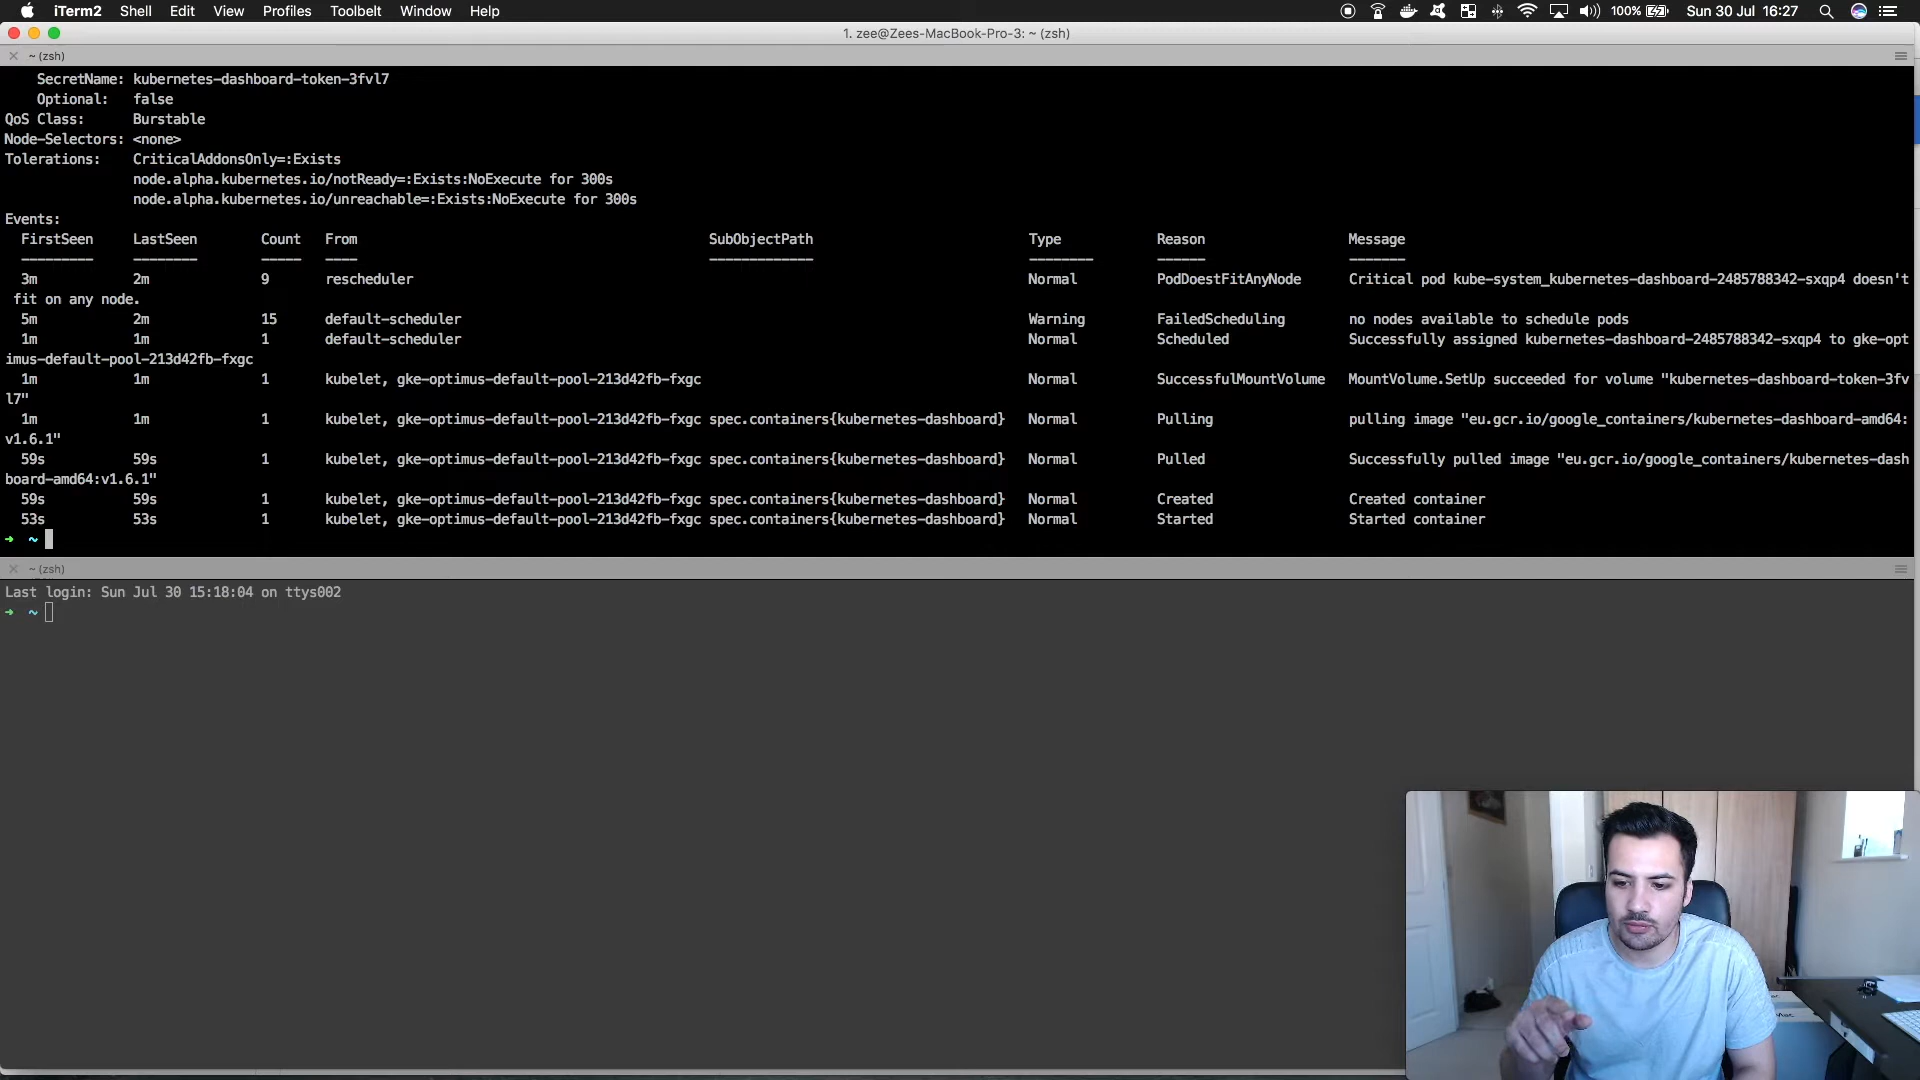 iTerm2 Shell Edit View Profiles Toolbelt Window Help 100% Sun 30 Jul 16:27
1. zee@Zees-MacBook-Pro-3: ~ (zsh)
~ (zsh)
SecretName: kubernetes-dashboard-token-3fvl7
Optional: false
QoS Class: Burstable
Node-Selectors: <none>
Tolerations: CriticalAddonsOnly=:Exists
node.alpha.kubernetes.io/notReady=:Exists:NoExecute for 300s
node.alpha.kubernetes.io/unreachable=:Exists:NoExecute for 300s
Events:
FirstSeen LastSeen Count From SubObjectPath Type Reason Message
--------- -------- ----- ---- ------------- -------- ------ -------
3m 2m 9 rescheduler Normal PodDoestFitAnyNode Critical pod kube-system_kubernetes-dashboard-2485788342-sxqp4 doesn't
fit on any node.
5m 2m 15 default-scheduler Warning FailedScheduling no nodes available to schedule pods
1m 1m 1 default-scheduler Normal Scheduled Successfully assigned kubernetes-dashboard-2485788342-sxqp4 to gke-opt
imus-default-pool-213d42fb-fxgc
1m 1m 1 kubelet, gke-optimus-default-pool-213d42fb-fxgc Normal SuccessfulMountVolume MountVolume.SetUp succeeded for volume "kubernetes-dashboard-token-3fv
l7"
1m 1m 1 kubelet, gke-optimus-default-pool-213d42fb-fxgc spec.containers{kubernetes-dashboard} Normal Pulling pulling image "eu.gcr.io/google_containers/kubernetes-dashboard-amd64:
v1.6.1"
59s 59s 1 kubelet, gke-optimus-default-pool-213d42fb-fxgc spec.containers{kubernetes-dashboard} Normal Pulled Successfully pulled image "eu.gcr.io/google_containers/kubernetes-dash
board-amd64:v1.6.1"
59s 59s 1 kubelet, gke-optimus-default-pool-213d42fb-fxgc spec.containers{kubernetes-dashboard} Normal Created Created container
53s 53s 1 kubelet, gke-optimus-default-pool-213d42fb-fxgc spec.containers{kubernetes-dashboard} Normal Started Started container
➜ ~
~ (zsh)
Last login: Sun Jul 30 15:18:04 on ttys002
➜ ~